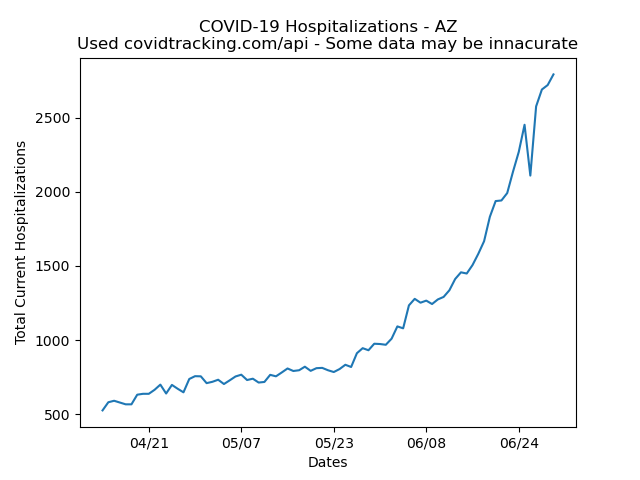 COVID-19 Hospitalizations - AZ
Used covidtracking.com/api - Some data may be innacurate
Total Current Hospitalizations
2500
2000
1500
1000
500
04/21 05/07 05/23 06/08 06/24
Dates